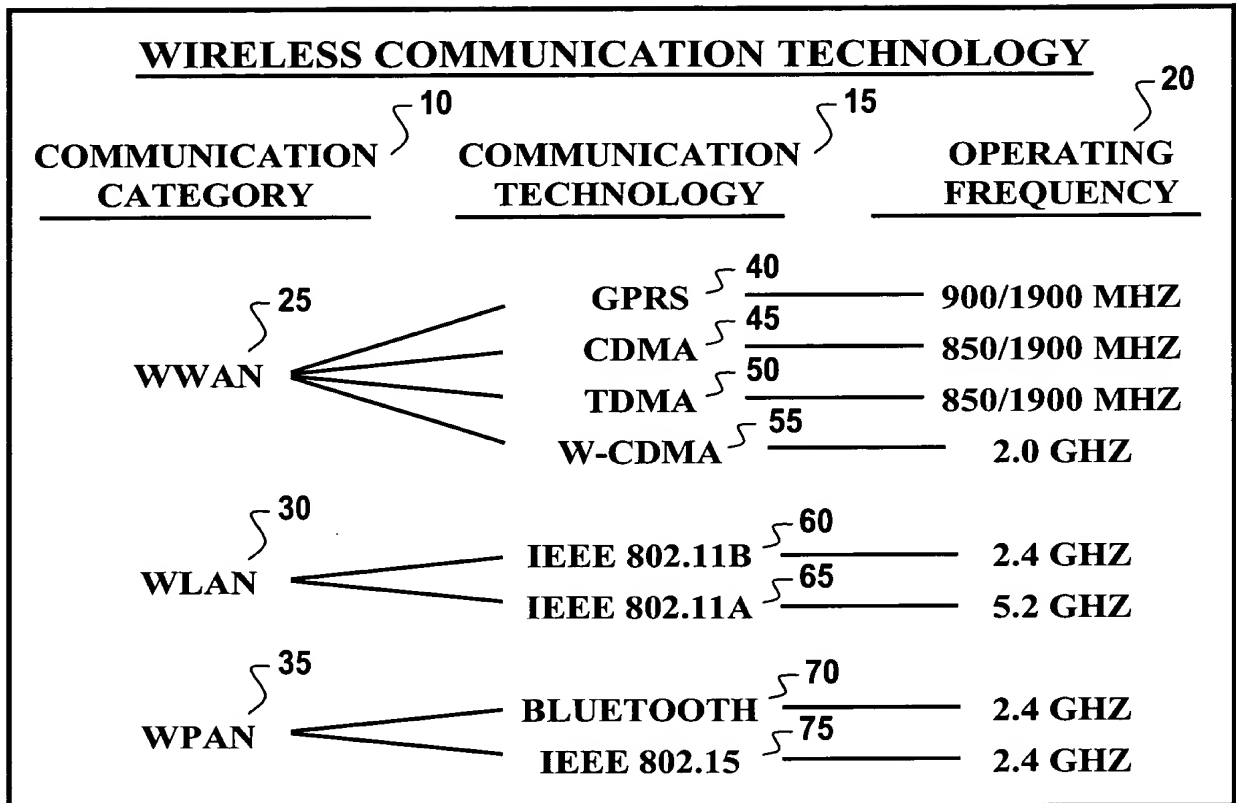 WIRELESS COMMUNICATION TECHNOLOGY
10 15 20
COMMUNICATION COMMUNICATION OPERATING
CATEGORY TECHNOLOGY FREQUENCY
25 GPRS 40 900/1900 MHZ
WWAN CDMA 45 850/1900 MHZ
TDMA 50 850/1900 MHZ
W-CDMA 55 2.0 GHZ
30 IEEE 802.11B 60 2.4 GHZ
WLAN IEEE 802.11A 65 5.2 GHZ
35 BLUETOOTH 70 2.4 GHZ
WPAN IEEE 802.15 75 2.4 GHZ